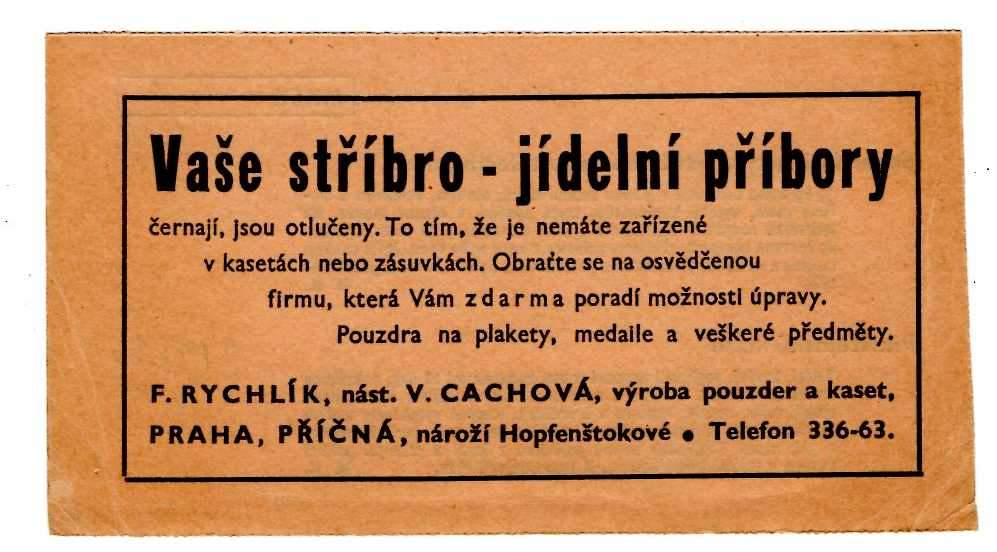 Vaše stříbro - jídelní příbory
černají, jsou otlučeny. To tím, že je nemáte zařízené
v kasetách nebo zásuvkách. Obraťte se na osvědčenou
firmu, která Vám zdarma poradí možnosti úpravy.
Pouzdra na plakety, medaile a veškeré předměty.
F. RYCHLÍK, nást. V. CACHOVÁ, výroba pouzder a kaset,
PRAHA, PŘÍČNÁ, nároží Hopfenštokové • Telefon 336-63.